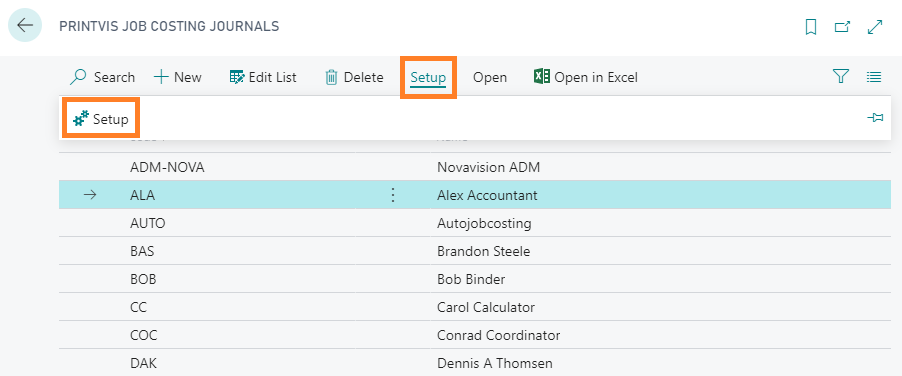 PRINTVIS JOB COSTING JOURNALS
Search New Edit List Delete Setup Open Open in Excel
Setup
ADM-NOVA Novavision ADM
ALA Alex Accountant
AUTO Autojobcosting
BAS Brandon Steele
BOB Bob Binder
CC Carol Calculator
COC Conrad Coordinator
DAK Dennis A Thomsen